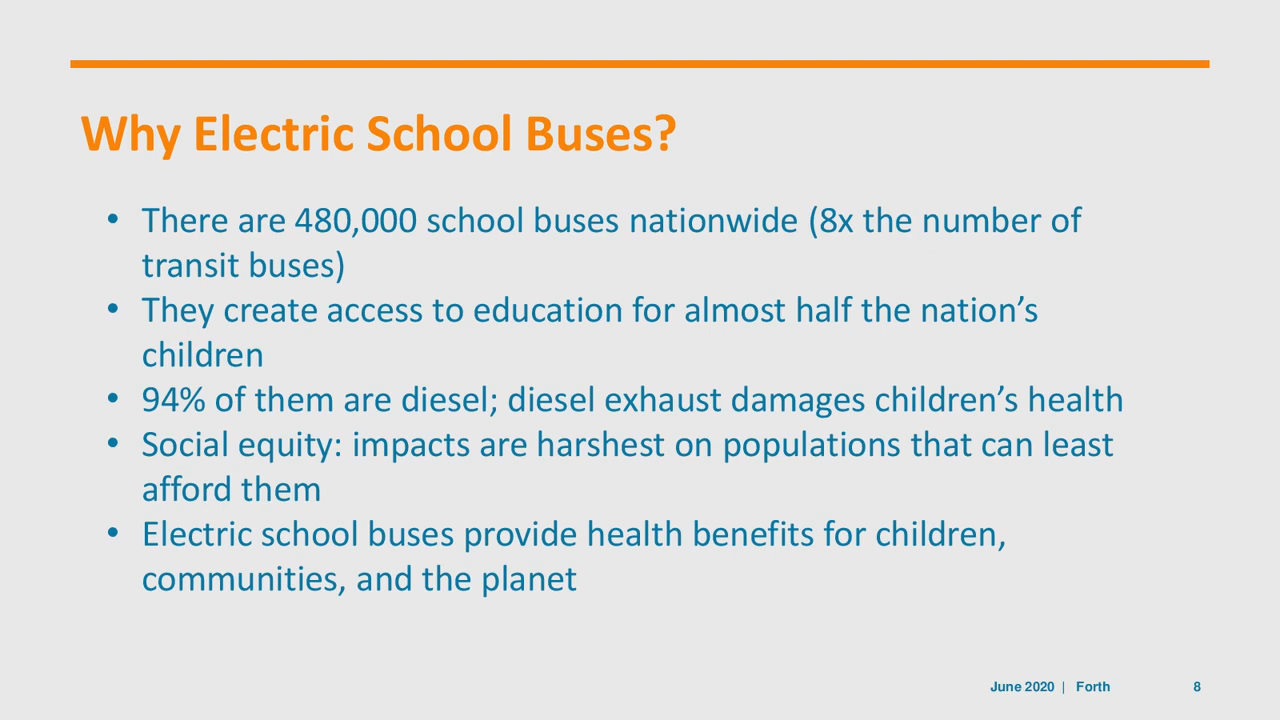 Why Electric School Buses?
• There are 480,000 school buses nationwide (8x the number of
transit buses)
• They create access to education for almost half the nation’s
children
• 94% of them are diesel; diesel exhaust damages children’s health
• Social equity: impacts are harshest on populations that can least
afford them
• Electric school buses provide health benefits for children,
communities, and the planet
June 2020 | Forth 8